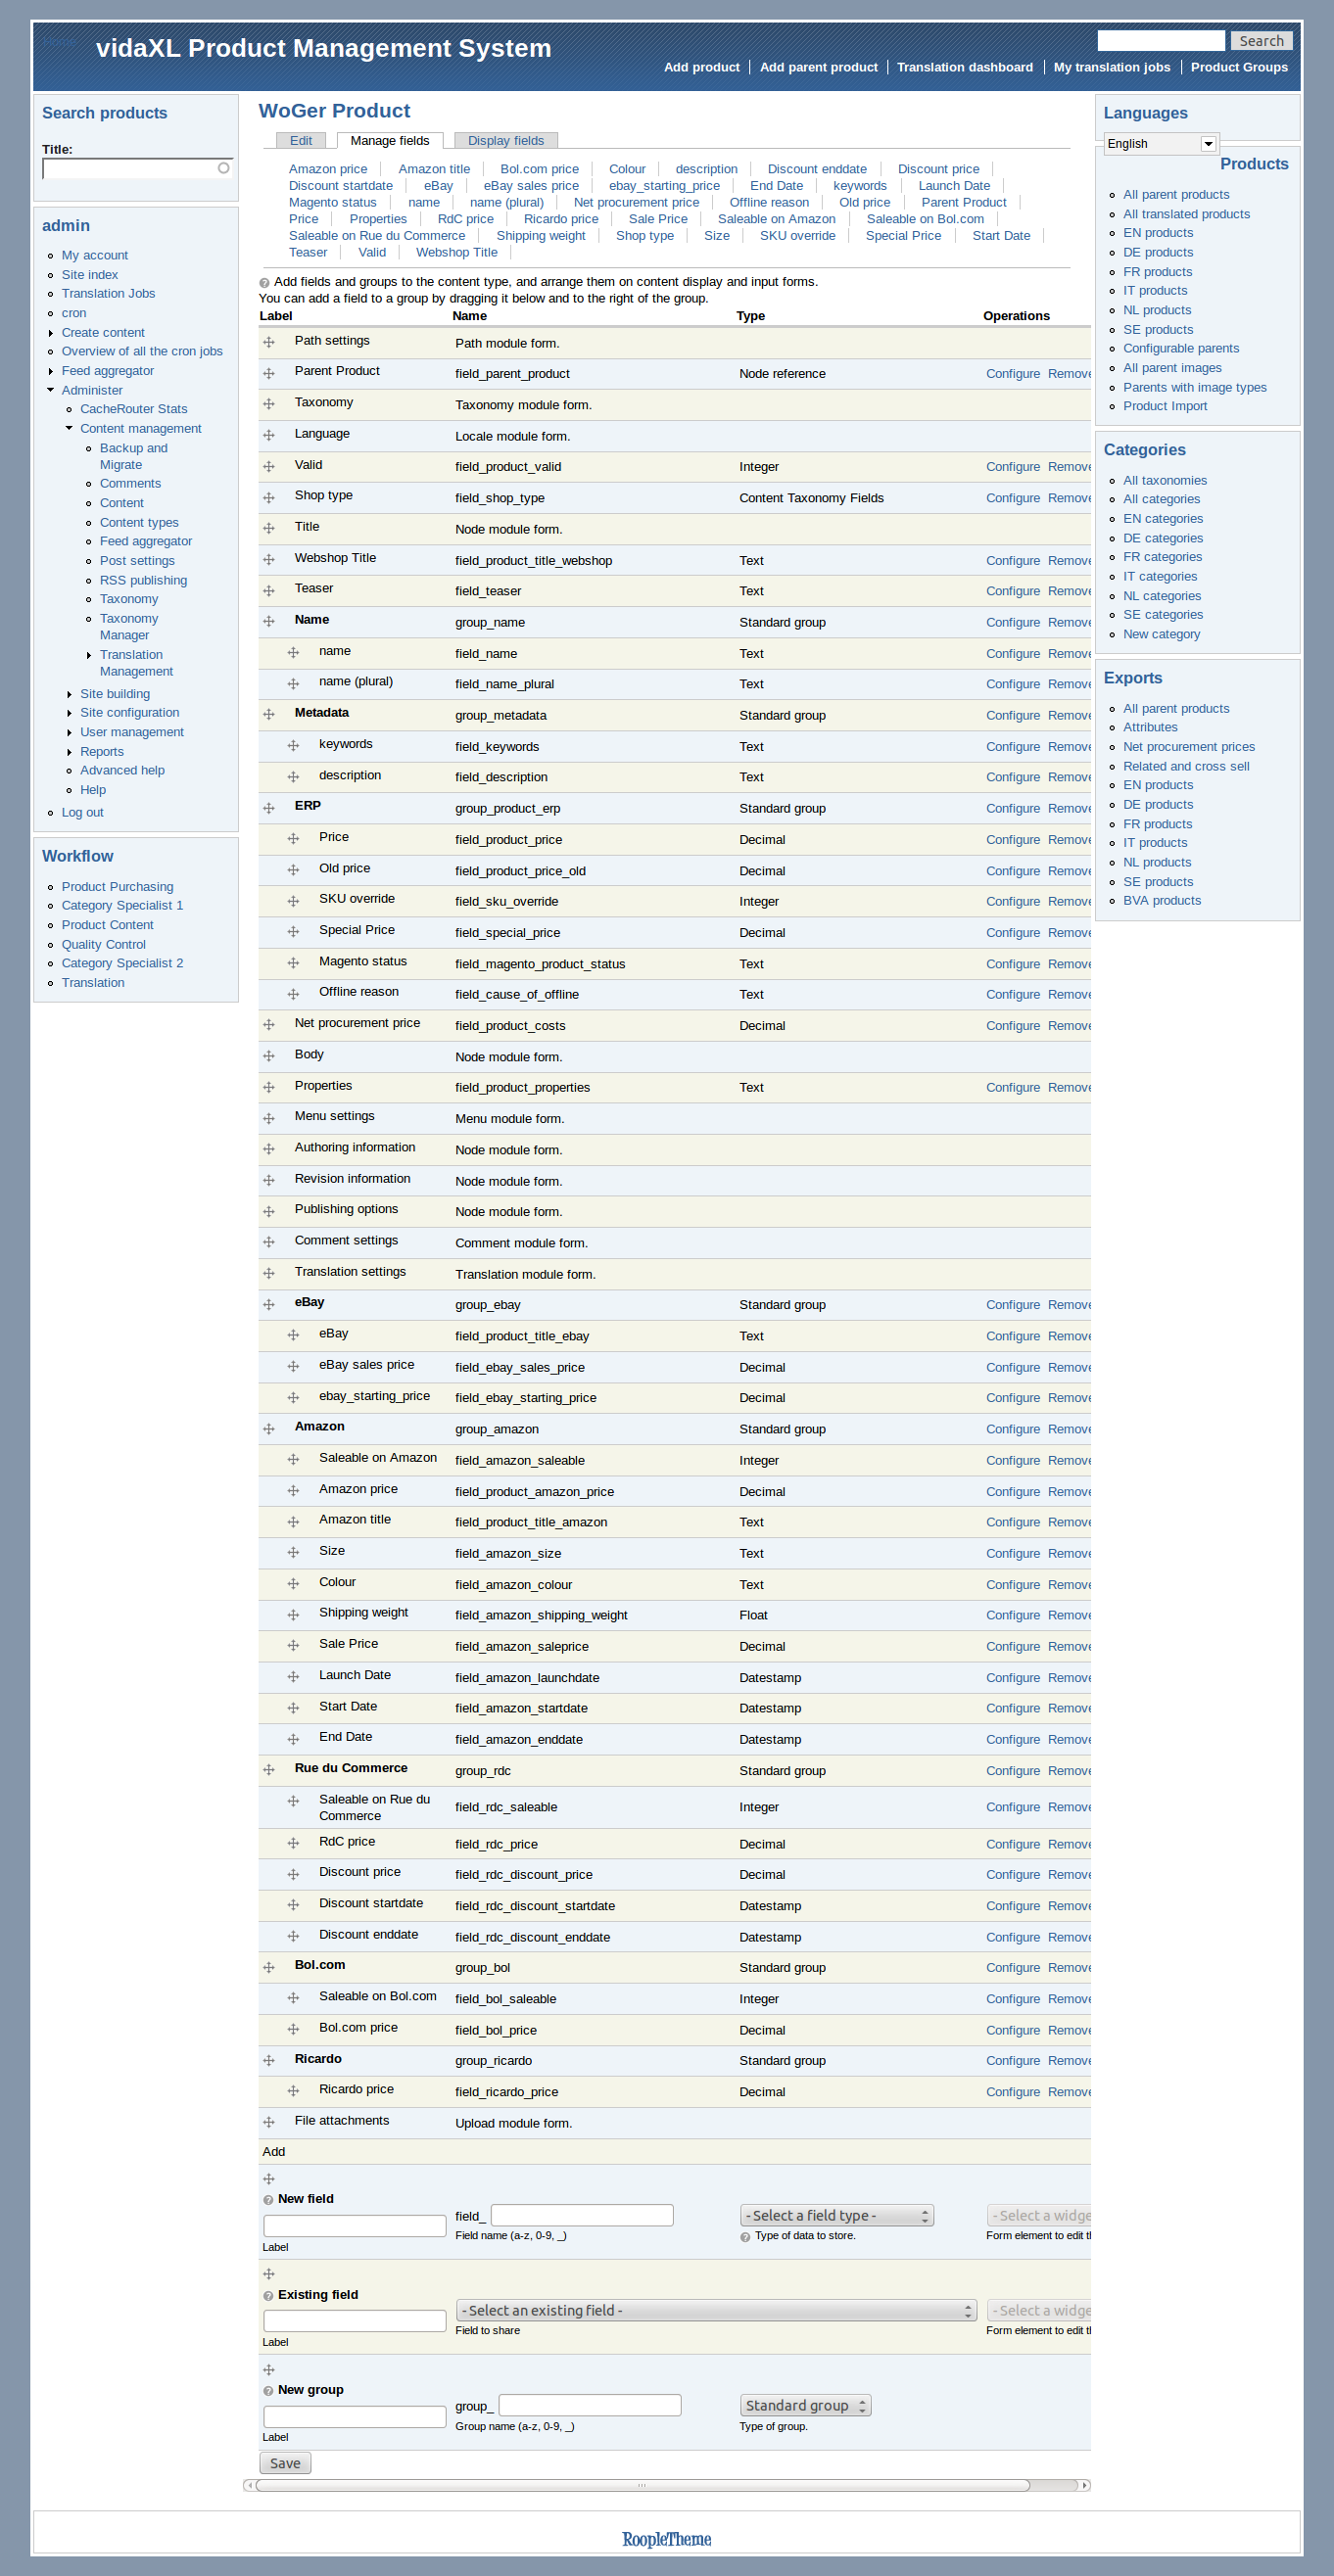 Home
vidaXL Product Management System
Search
Add product
Add parent product
Translation dashboard
My translation jobs
Product Groups
Search products
Title:
admin
My account
Site index
Translation Jobs
cron
Create content
Overview of all the cron jobs
Feed aggregator
Administer
CacheRouter Stats
Content management
Backup and
Migrate
Comments
Content
Content types
Feed aggregator
Post settings
RSS publishing
Taxonomy
Taxonomy
Manager
Translation
Management
Site building
Site configuration
User management
Reports
Advanced help
Help
Log out
Workflow
Product Purchasing
Category Specialist 1
Product Content
Quality Control
Category Specialist 2
Translation
WoGer Product
Edit Manage fields Display fields
Amazon price Amazon title Bol.com price Colour description Discount enddate Discount price
Discount startdate eBay eBay sales price ebay_starting_price End Date keywords Launch Date
Magento status name name (plural) Net procurement price Offline reason Old price Parent Product
Price Properties RdC price Ricardo price Sale Price Saleable on Amazon Saleable on Bol.com
Saleable on Rue du Commerce Shipping weight Shop type Size SKU override Special Price Start Date
Teaser Valid Webshop Title
Add fields and groups to the content type, and arrange them on content display and input forms.
You can add a field to a group by dragging it below and to the right of the group.
Label Name Type Operations
Path settings Path module form.
Parent Product field_parent_product Node reference Configure Remove
Taxonomy Taxonomy module form.
Language Locale module form.
Valid field_product_valid Integer Configure Remove
Shop type field_shop_type Content Taxonomy Fields Configure Remove
Title Node module form.
Webshop Title field_product_title_webshop Text Configure Remove
Teaser field_teaser Text Configure Remove
Name group_name Standard group Configure Remove
name field_name Text Configure Remove
name (plural) field_name_plural Text Configure Remove
Metadata group_metadata Standard group Configure Remove
keywords field_keywords Text Configure Remove
description field_description Text Configure Remove
ERP group_product_erp Standard group Configure Remove
Price field_product_price Decimal Configure Remove
Old price field_product_price_old Decimal Configure Remove
SKU override field_sku_override Integer Configure Remove
Special Price field_special_price Decimal Configure Remove
Magento status field_magento_product_status Text Configure Remove
Offline reason field_cause_of_offline Text Configure Remove
Net procurement price field_product_costs Decimal Configure Remove
Body Node module form.
Properties field_product_properties Text Configure Remove
Menu settings Menu module form.
Authoring information Node module form.
Revision information Node module form.
Publishing options Node module form.
Comment settings Comment module form.
Translation settings Translation module form.
eBay group_ebay Standard group Configure Remove
eBay field_product_title_ebay Text Configure Remove
eBay sales price field_ebay_sales_price Decimal Configure Remove
ebay_starting_price field_ebay_starting_price Decimal Configure Remove
Amazon group_amazon Standard group Configure Remove
Saleable on Amazon field_amazon_saleable Integer Configure Remove
Amazon price field_product_amazon_price Decimal Configure Remove
Amazon title field_product_title_amazon Text Configure Remove
Size field_amazon_size Text Configure Remove
Colour field_amazon_colour Text Configure Remove
Shipping weight field_amazon_shipping_weight Float Configure Remove
Sale Price field_amazon_saleprice Decimal Configure Remove
Launch Date field_amazon_launchdate Datestamp Configure Remove
Start Date field_amazon_startdate Datestamp Configure Remove
End Date field_amazon_enddate Datestamp Configure Remove
Rue du Commerce group_rdc Standard group Configure Remove
Saleable on Rue du
Commerce field_rdc_saleable Integer Configure Remove
RdC price field_rdc_price Decimal Configure Remove
Discount price field_rdc_discount_price Decimal Configure Remove
Discount startdate field_rdc_discount_startdate Datestamp Configure Remove
Discount enddate field_rdc_discount_enddate Datestamp Configure Remove
Bol.com group_bol Standard group Configure Remove
Saleable on Bol.com field_bol_saleable Integer Configure Remove
Bol.com price field_bol_price Decimal Configure Remove
Ricardo group_ricardo Standard group Configure Remove
Ricardo price field_ricardo_price Decimal Configure Remove
File attachments Upload module form.
Add
New field
field_ - Select a field type - - Select a widge
Field name (a-z, 0-9, _) Type of data to store. Form element to edit th
Label
Existing field
- Select an existing field - - Select a widge
Field to share Form element to edit th
Label
New group
group_ Standard group
Group name (a-z, 0-9, _) Type of group.
Label
Save
Languages
English
Products
All parent products
All translated products
EN products
DE products
FR products
IT products
NL products
SE products
Configurable parents
All parent images
Parents with image types
Product Import
Categories
All taxonomies
All categories
EN categories
DE categories
FR categories
IT categories
NL categories
SE categories
New category
Exports
All parent products
Attributes
Net procurement prices
Related and cross sell
EN products
DE products
FR products
IT products
NL products
SE products
BVA products
RoopleTheme